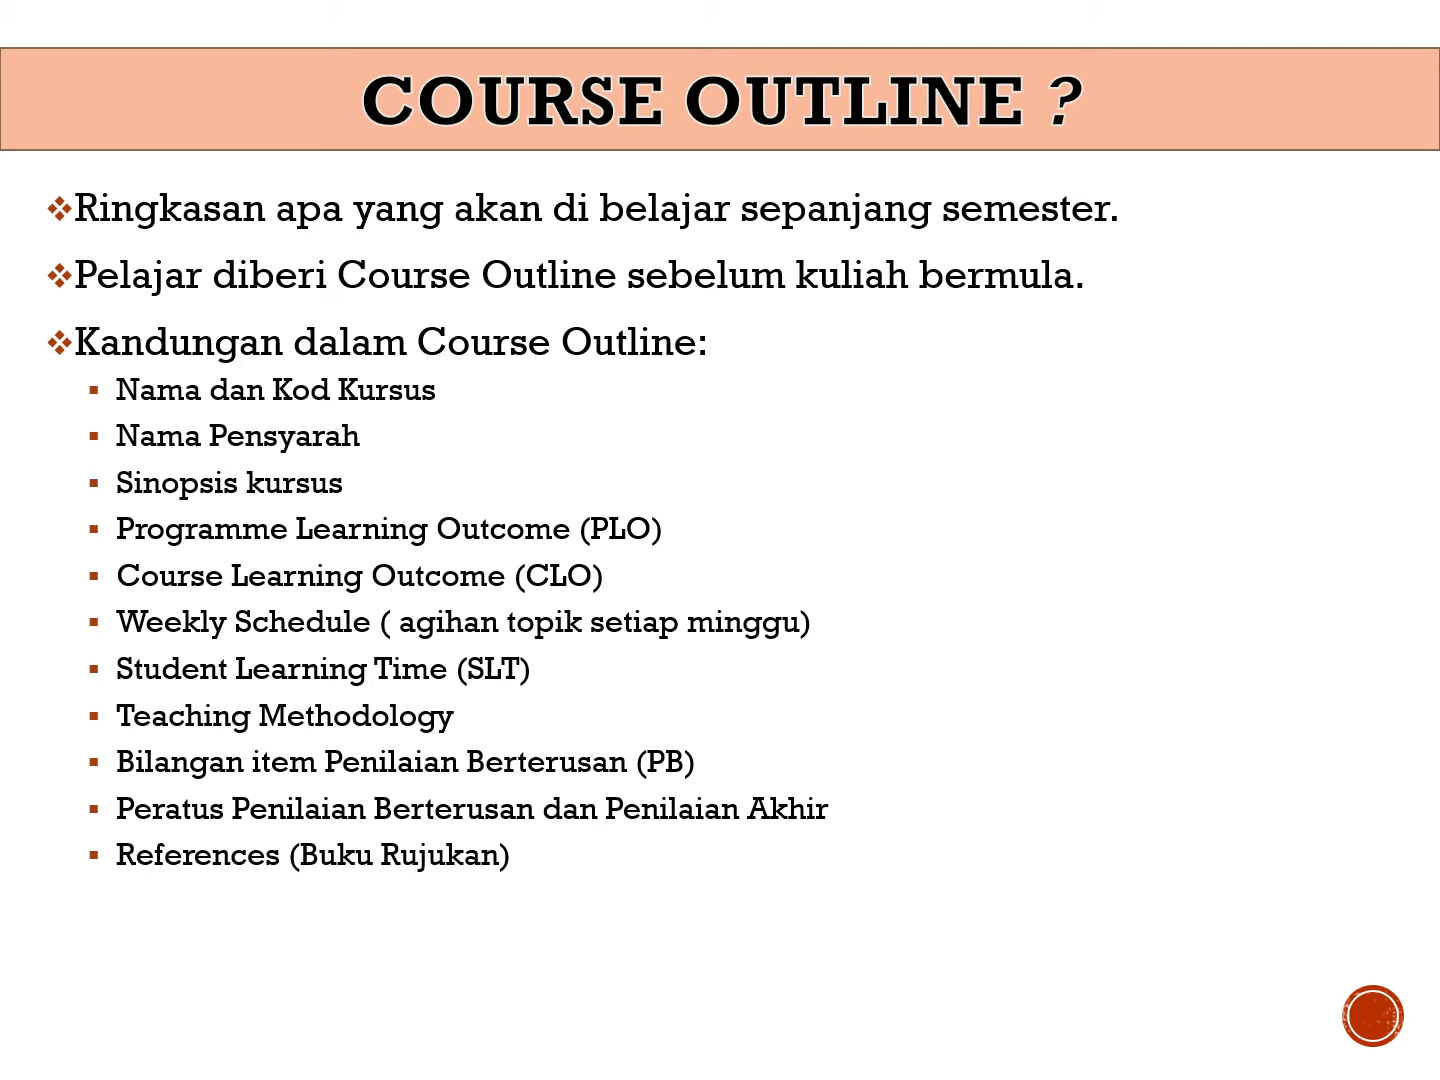 COURSE OUTLINE ?
Ringkasan apa yang akan di belajar sepanjang semester.
Pelajar diberi Course Outline sebelum kuliah bermula.
Kandungan dalam Course Outline:
Nama dan Kod Kursus
Nama Pensyarah
Sinopsis kursus
Programme Learning Outcome (PLO)
Course Learning Outcome (CLO)
Weekly Schedule ( agihan topik setiap minggu)
Student Learning Time (SLT)
Teaching Methodology
Bilangan item Penilaian Berterusan (PB)
Peratus Penilaian Berterusan dan Penilaian Akhir
References (Buku Rujukan)